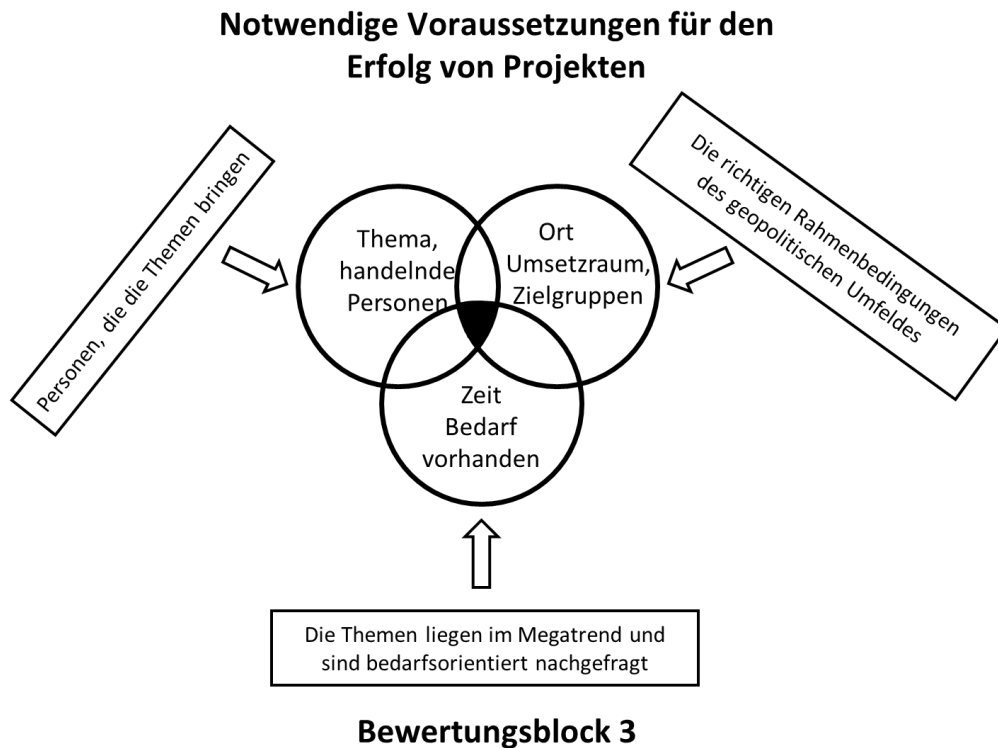 Notwendige Voraussetzungen für den
Erfolg von Projekten
Personen, die die Themen bringen
Thema,
handelnde
Personen
Ort
Umsetzraum,
Zielgruppen
Die richtigen Rahmenbedingungen
des geopolitischen Umfeldes
Zeit
Bedarf
vorhanden
Die Themen liegen im Megatrend und
sind bedarfsorientiert nachgefragt
Bewertungsblock 3